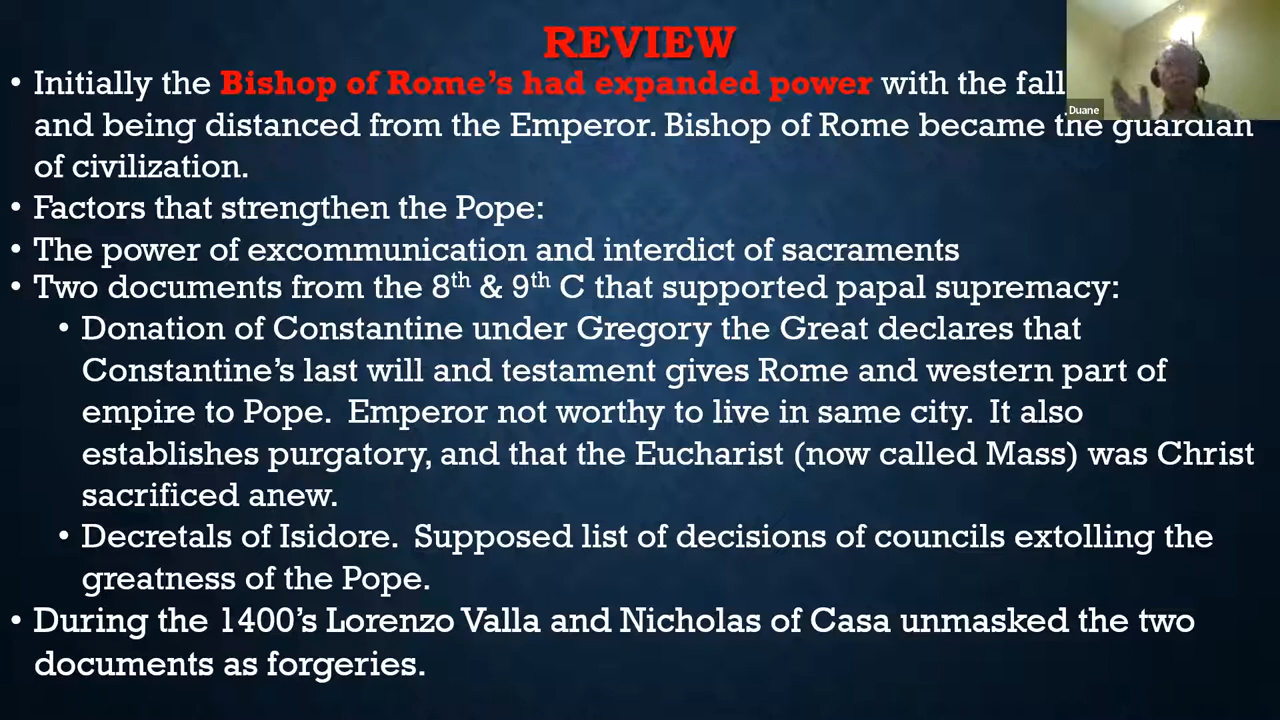 REVIEW
• Initially the Bishop of Rome's had expanded power with the fall
Duane
and being distanced from the Emperor. Bishop of Rome became the guardian
of civilization.
• Factors that strengthen the Pope:
• The power of excommunication and interdict of sacraments
• Two documents from the 8th & 9th C that supported papal supremacy:
• Donation of Constantine under Gregory the Great declares that
Constantine's last will and testament gives Rome and western part of
empire to Pope.  Emperor not worthy to live in same city.  It also
establishes purgatory, and that the Eucharist (now called Mass) was Christ
sacrificed anew.
• Decretals of Isidore.  Supposed list of decisions of councils extolling the
greatness of the Pope.
• During the 1400's Lorenzo Valla and Nicholas of Casa unmasked the two
documents as forgeries.